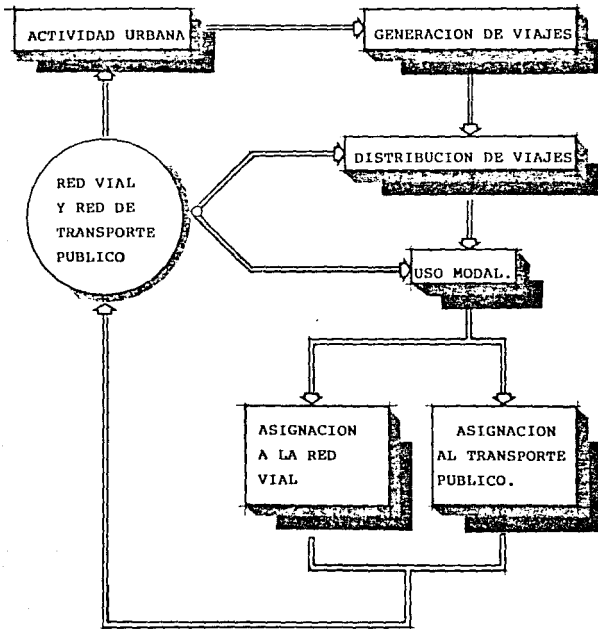 ACTIVIDAD URBANA
GENERACION DE VIAJES
DISTRIBUCION DE VIAJES
RED VIAL
Y RED DE
TRANSPORTE
PUBLICO
USO MODAL.
ASIGNACION
A LA RED
VIAL
ASIGNACION
AL TRANSPORTE
PUBLICO.